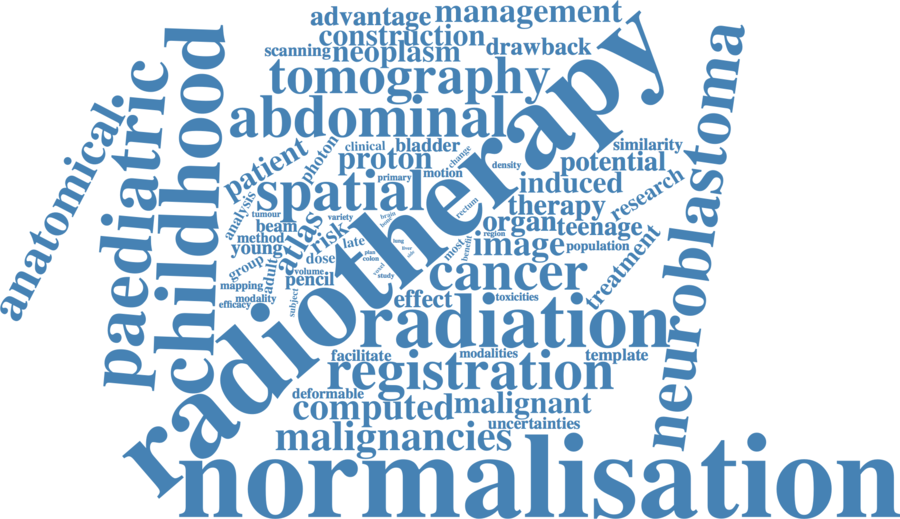 advantage
management
construction
scanning
neoplasm
drawback
tomography
abdominal
radiotherapy
childhood
paediatric
anatomical.
neuroblastoma
patient
photon
clinical
bladder
proton
primary
motion
change
density
similarity
potential
spatial
induced
research
therapy
analysis
tumour
variety
brain
rectum
organ
teenage
region
beam
atlas
risk
method
young
late
lung
liver
most
benefit
image
population
group
adult
dose
plan
colon
skin
voxel
study
cancer
treatment
volume
pencil
mapping
modality
efficacy
subject
effect
toxicities
radiation
facilitate
modalities
template
registration
deformable
computed
malignant
uncertainties
malignancies
normalisation